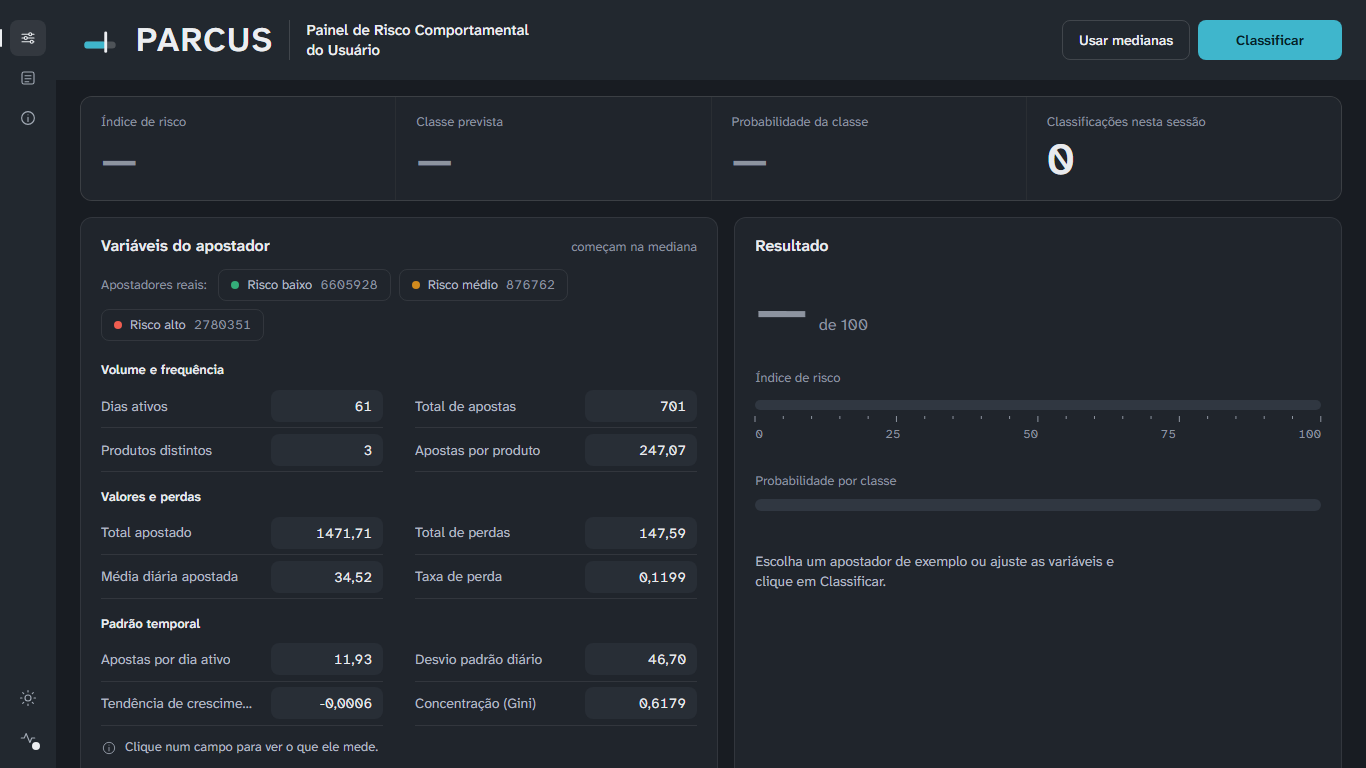 PARCUS
Painel de Risco Comportamental
do Usuário
Usar medianas
Classificar
Índice de risco
Classe prevista
Probabilidade da classe
Classificações nesta sessão
—
—
—
0
Variáveis do apostador
começam na mediana
Apostadores reais:
Risco baixo 6605928
Risco médio 876762
Risco alto 2780351
Volume e frequência
Dias ativos 61
Total de apostas 701
Produtos distintos 3
Apostas por produto 247,07
Valores e perdas
Total apostado 1471,71
Total de perdas 147,59
Média diária apostada 34,52
Taxa de perda 0,1199
Padrão temporal
Apostas por dia ativo 11,93
Desvio padrão diário 46,70
Tendência de crescime... -0,0006
Concentração (Gini) 0,6179
Clique num campo para ver o que ele mede.
Resultado
— de 100
Índice de risco
0 25 50 75 100
Probabilidade por classe
Escolha um apostador de exemplo ou ajuste as variáveis e
clique em Classificar.